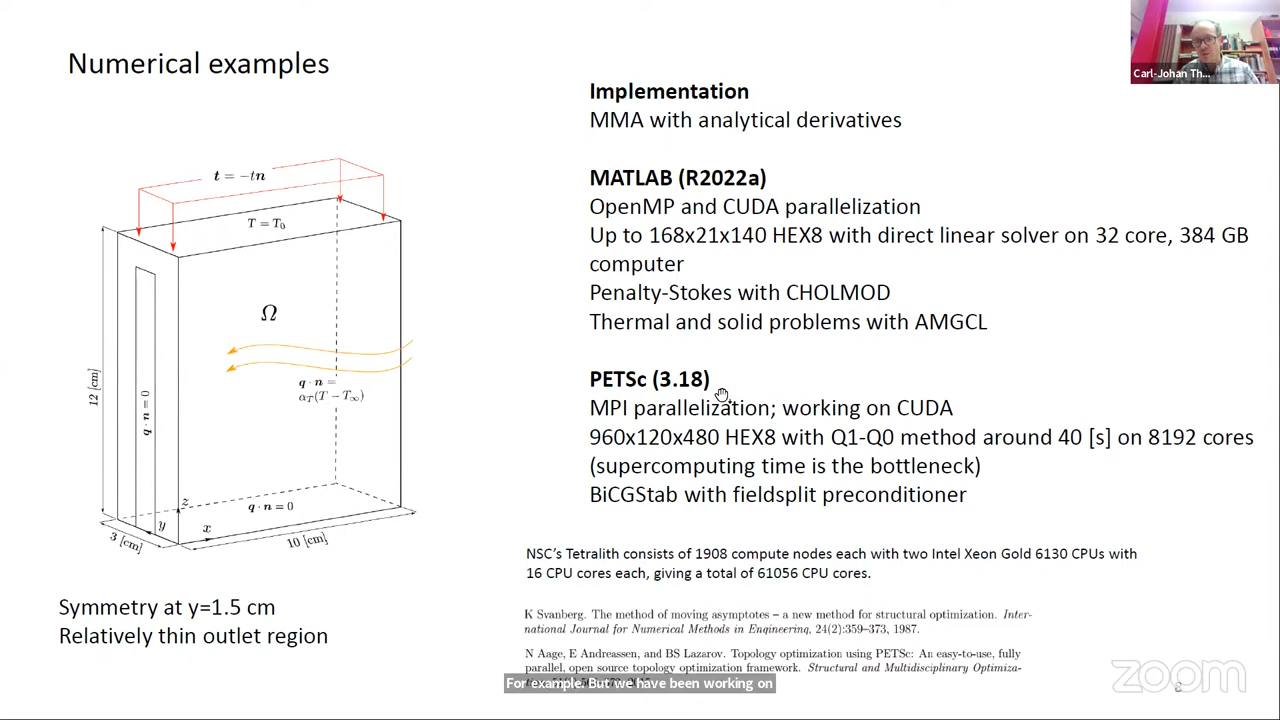 Numerical examples
Carl-Johan Th...
t = -tn
T = T₀
Ω
q · n =
α_T(T − T_∞)
q · n = 0
12 [cm]
z
q · n = 0
y
x
3 [cm]
10 [cm]
Symmetry at y=1.5 cm
Relatively thin outlet region
Implementation
MMA with analytical derivatives
MATLAB (R2022a)
OpenMP and CUDA parallelization
Up to 168x21x140 HEX8 with direct linear solver on 32 core, 384 GB
computer
Penalty-Stokes with CHOLMOD
Thermal and solid problems with AMGCL
PETSc (3.18)
MPI parallelization; working on CUDA
960x120x480 HEX8 with Q1-Q0 method around 40 [s] on 8192 cores
(supercomputing time is the bottleneck)
BiCGStab with fieldsplit preconditioner
NSC's Tetralith consists of 1908 compute nodes each with two Intel Xeon Gold 6130 CPUs with
16 CPU cores each, giving a total of 61056 CPU cores.
K Svanberg. The method of moving asymptotes – a new method for structural optimization. Inter-
national Journal for Numerical Methods in Engineering, 24(2):359–373, 1987.
N Aage, E Andreassen, and BS Lazarov. Topology optimization using PETSc: An easy-to-use, fully
parallel, open source topology optimization framework. Structural and Multidisciplinary Optimiza-
For example. But we have been working on
zoom